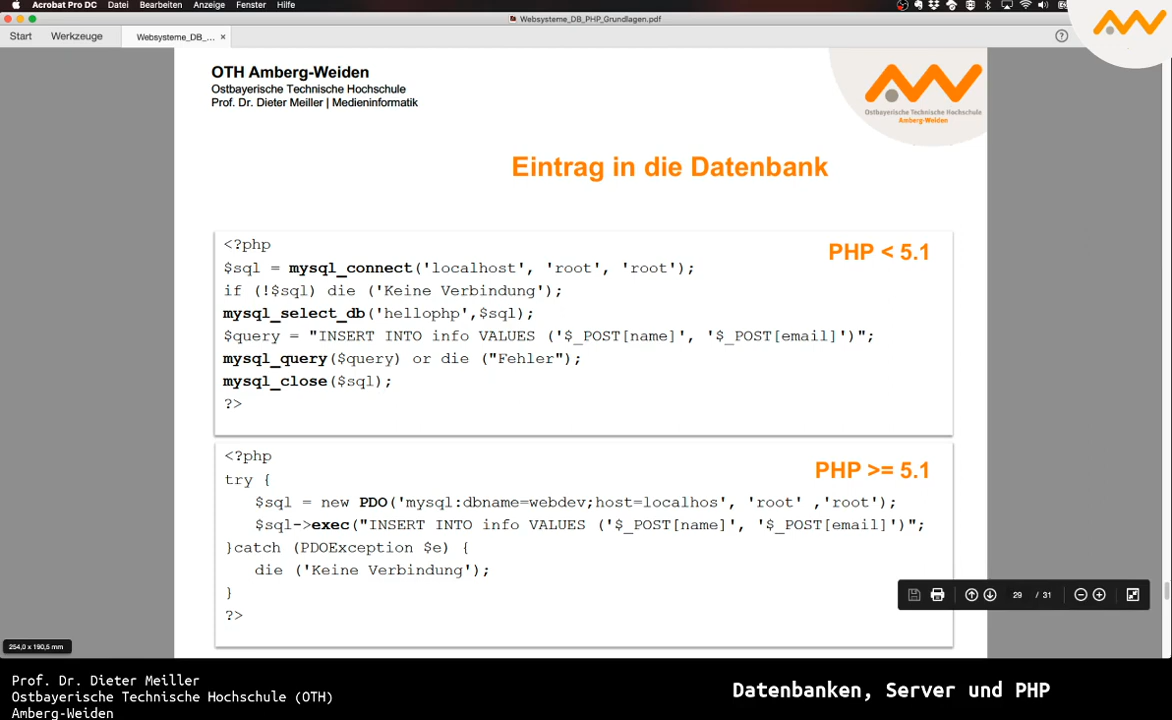 Acrobat Pro DC Datei Bearbeiten Anzeige Fenster Hilfe
Websysteme_DB_PHP_Grundlagen.pdf
Start Werkzeuge Websysteme_DB_... ×
OTH Amberg-Weiden
Ostbayerische Technische Hochschule
Prof. Dr. Dieter Meiller | Medieninformatik
Ostbayerische Technische Hochschule
Amberg-Weiden
Eintrag in die Datenbank
PHP < 5.1
<?php
$sql = mysql_connect('localhost', 'root', 'root');
if (!$sql) die ('Keine Verbindung');
mysql_select_db('hellophp',$sql);
$query = "INSERT INTO info VALUES ('$_POST[name]', '$_POST[email]')";
mysql_query($query) or die ("Fehler");
mysql_close($sql);
?>
PHP >= 5.1
<?php
try {
$sql = new PDO('mysql:dbname=webdev;host=localhos', 'root' ,'root');
$sql->exec("INSERT INTO info VALUES ('$_POST[name]', '$_POST[email]')";
}catch (PDOException $e) {
die ('Keine Verbindung');
}
?>
29 / 31
254,0 x 190,5 mm
Prof. Dr. Dieter Meiller
Ostbayerische Technische Hochschule (OTH)
Amberg-Weiden
Datenbanken, Server und PHP